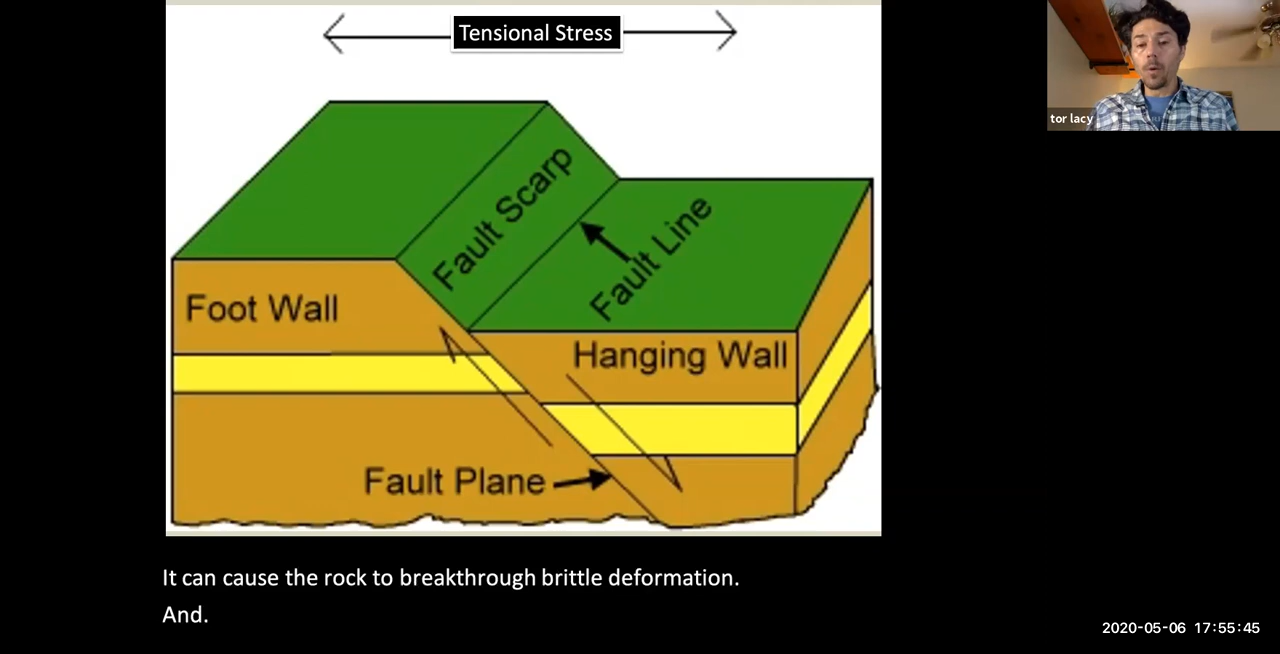 Tensional Stress
tor lacy
Fault Scarp
Fault Line
Foot Wall
Hanging Wall
Fault Plane
It can cause the rock to breakthrough brittle deformation.
And.
2020-05-06 17:55:45